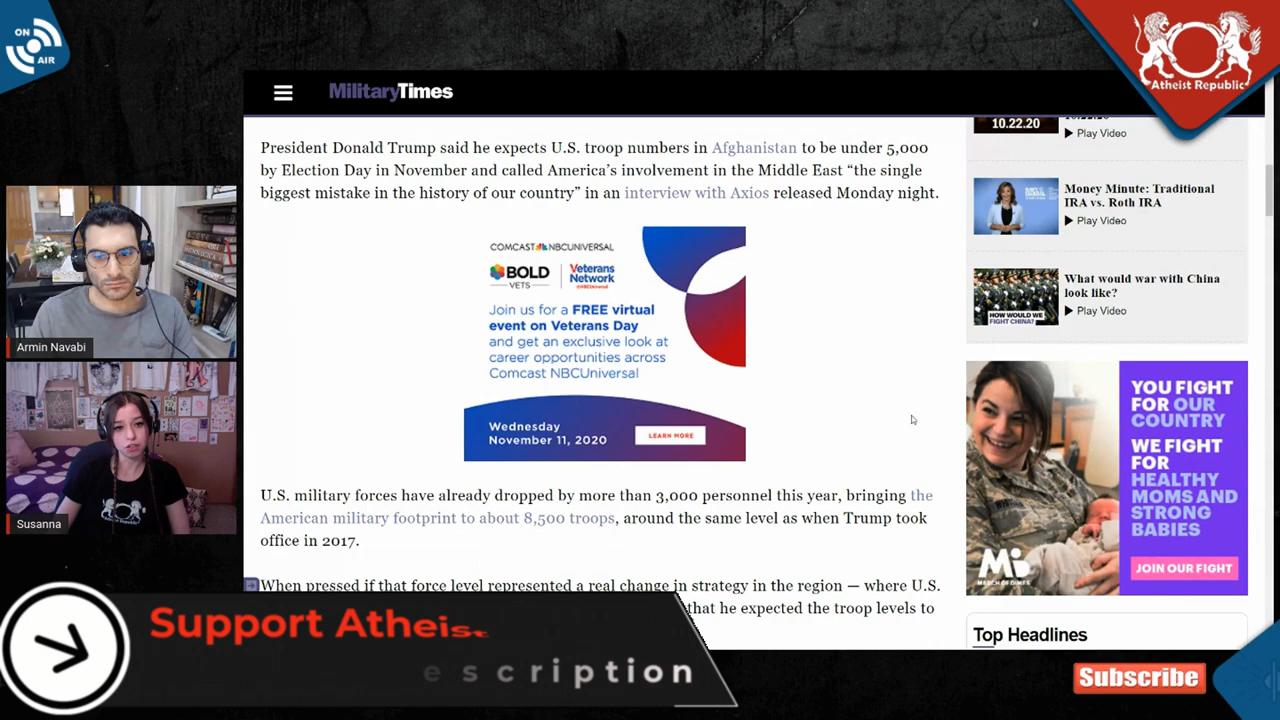 ON
AIR
Atheist Republic
MilitaryTimes
President Donald Trump said he expects U.S. troop numbers in Afghanistan to be under 5,000
by Election Day in November and called America’s involvement in the Middle East “the single
biggest mistake in the history of our country” in an interview with Axios released Monday night.
COMCAST NBCUNIVERSAL
BOLD
VETS
Veterans
Network
@NBCUniversal
Join us for a FREE virtual
event on Veterans Day
and get an exclusive look at
career opportunities across
Comcast NBCUniversal
Wednesday
November 11, 2020
LEARN MORE
U.S. military forces have already dropped by more than 3,000 personnel this year, bringing the
American military footprint to about 8,500 troops, around the same level as when Trump took
office in 2017.
When pressed if that force level represented a real change in strategy in the region — where U.S.
that he expected the troop levels to
10.22.20
Play Video
Money Minute: Traditional
IRA vs. Roth IRA
Play Video
HOW WOULD WE
FIGHT CHINA?
What would war with China
look like?
Play Video
YOU FIGHT
FOR OUR
COUNTRY
WE FIGHT
FOR
HEALTHY
MOMS AND
STRONG
BABIES
MARCH OF DIMES
JOIN OUR FIGHT
Top Headlines
Armin Navabi
Susanna
Support Atheist
escription
Subscribe